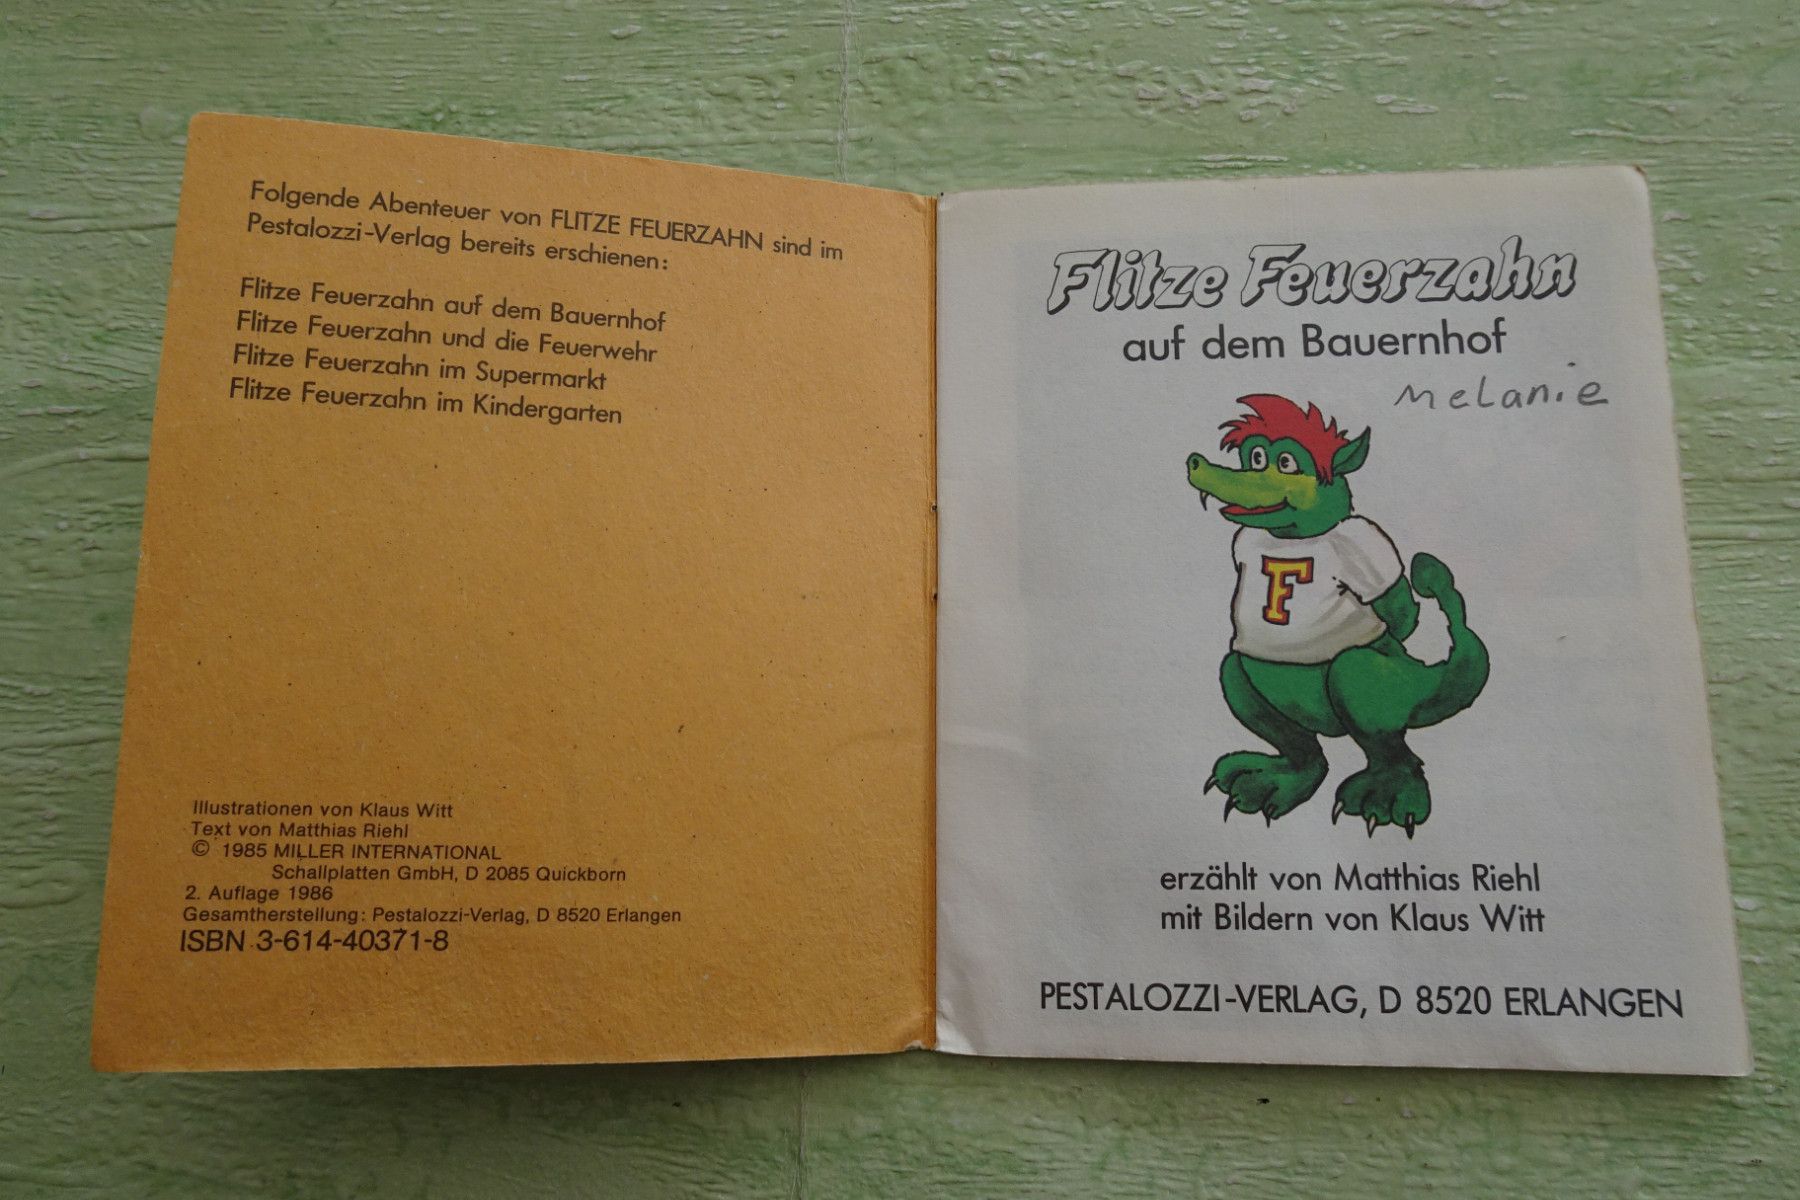 Folgende Abenteuer von FLITZE FEUERZAHN sind im
Pestalozzi-Verlag bereits erschienen:
Flitze Feuerzahn auf dem Bauernhof
Flitze Feuerzahn und die Feuerwehr
Flitze Feuerzahn im Supermarkt
Flitze Feuerzahn im Kindergarten
Illustrationen von Klaus Witt
Text von Matthias Riehl
© 1985 MILLER INTERNATIONAL
Schallplatten GmbH, D 2085 Quickborn
2. Auflage 1986
Gesamtherstellung: Pestalozzi-Verlag, D 8520 Erlangen
ISBN 3-614-40371-8
Flitze Feuerzahn
auf dem Bauernhof
Melanie
F
erzählt von Matthias Riehl
mit Bildern von Klaus Witt
PESTALOZZI-VERLAG, D 8520 ERLANGEN